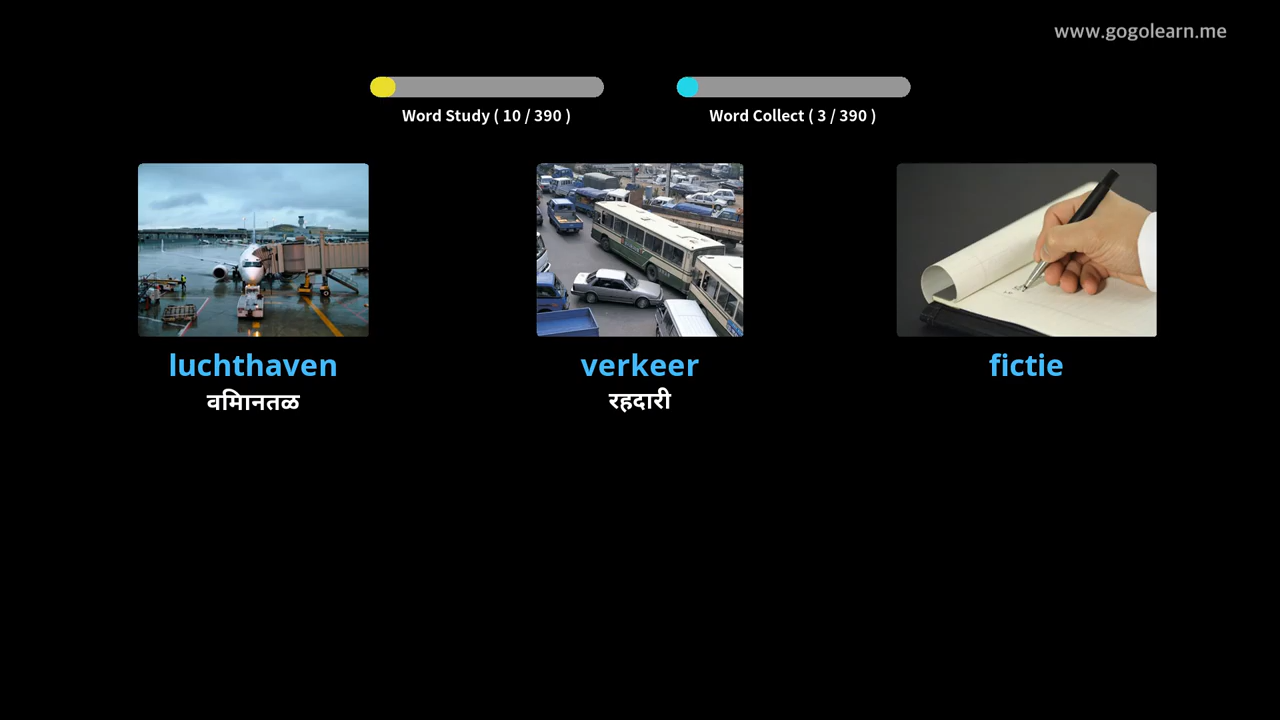 www.gogolearn.me
Word Study ( 10 / 390 )
Word Collect ( 3 / 390 )
luchthaven
verkeer
fictie
विमानतळ
रहदारी